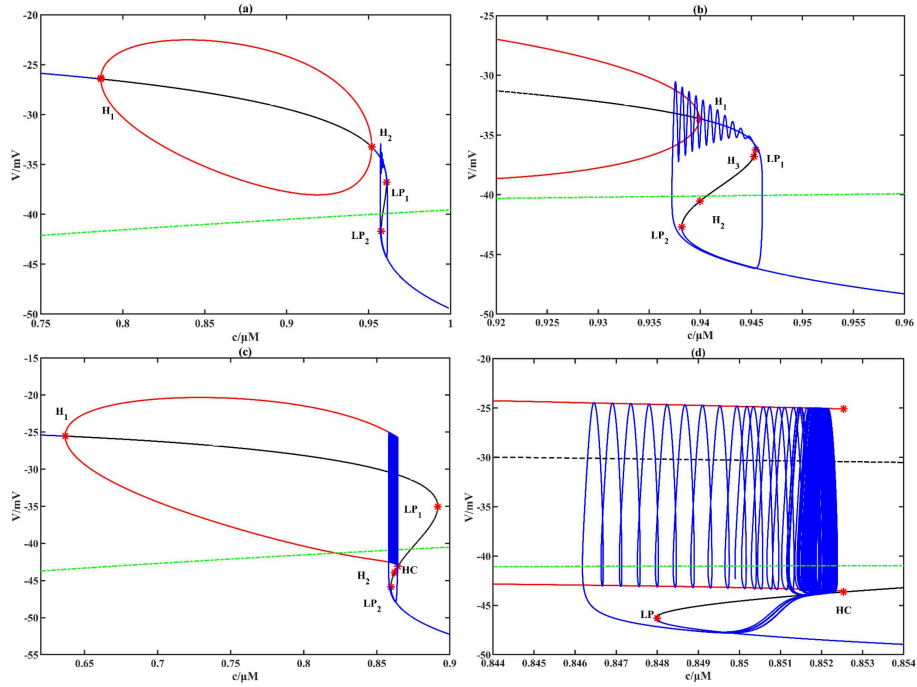 (a)
-20
-25
-30
-35
-40
-45
-50
V/mV
H1
H2
LP1
LP2
0.75 0.8 0.85 0.9 0.95 1
c/μM
(b)
-25
-30
-35
-40
-45
-50
V/mV
H1
LP1
H3
H2
LP2
0.92 0.925 0.93 0.935 0.94 0.945 0.95 0.955 0.96
c/μM
(c)
-15
-20
-25
-30
-35
-40
-45
-50
-55
V/mV
H1
LP1
HC
H2
LP2
0.65 0.7 0.75 0.8 0.85 0.9
c/μM
(d)
-20
-25
-30
-35
-40
-45
-50
V/mV
LP
HC
0.844 0.845 0.846 0.847 0.848 0.849 0.85 0.851 0.852 0.853 0.854
c/μM